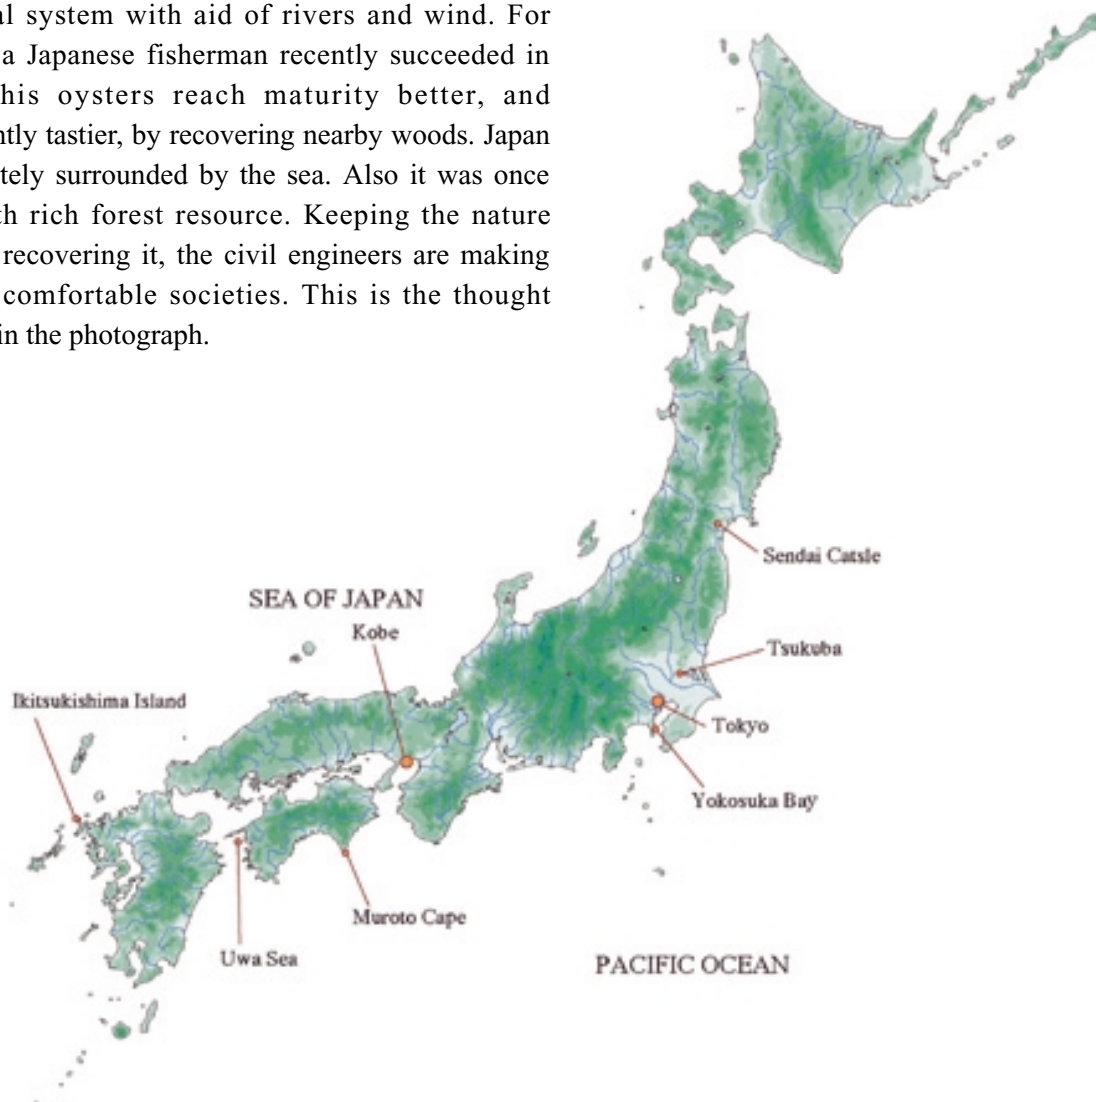 al system with aid of rivers and wind. For
a Japanese fisherman recently succeeded in
his oysters reach maturity better, and
ntly tastier, by recovering nearby woods. Japan
tely surrounded by the sea. Also it was once
th rich forest resource. Keeping the nature
recovering it, the civil engineers are making
comfortable societies. This is the thought
in the photograph.
Sendai Catsle
SEA OF JAPAN
Kobe
Tsukuba
Ikitsukishima Island
Tokyo
Yokosuka Bay
Muroto Cape
Uwa Sea
PACIFIC OCEAN